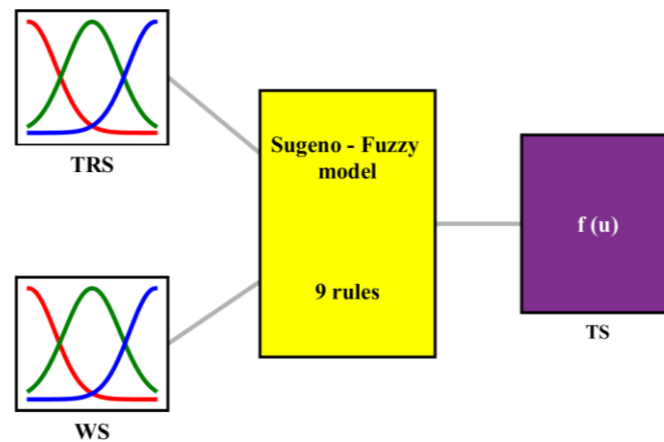 TRS
Sugeno - Fuzzy
model
9 rules
f (u)
TS
WS